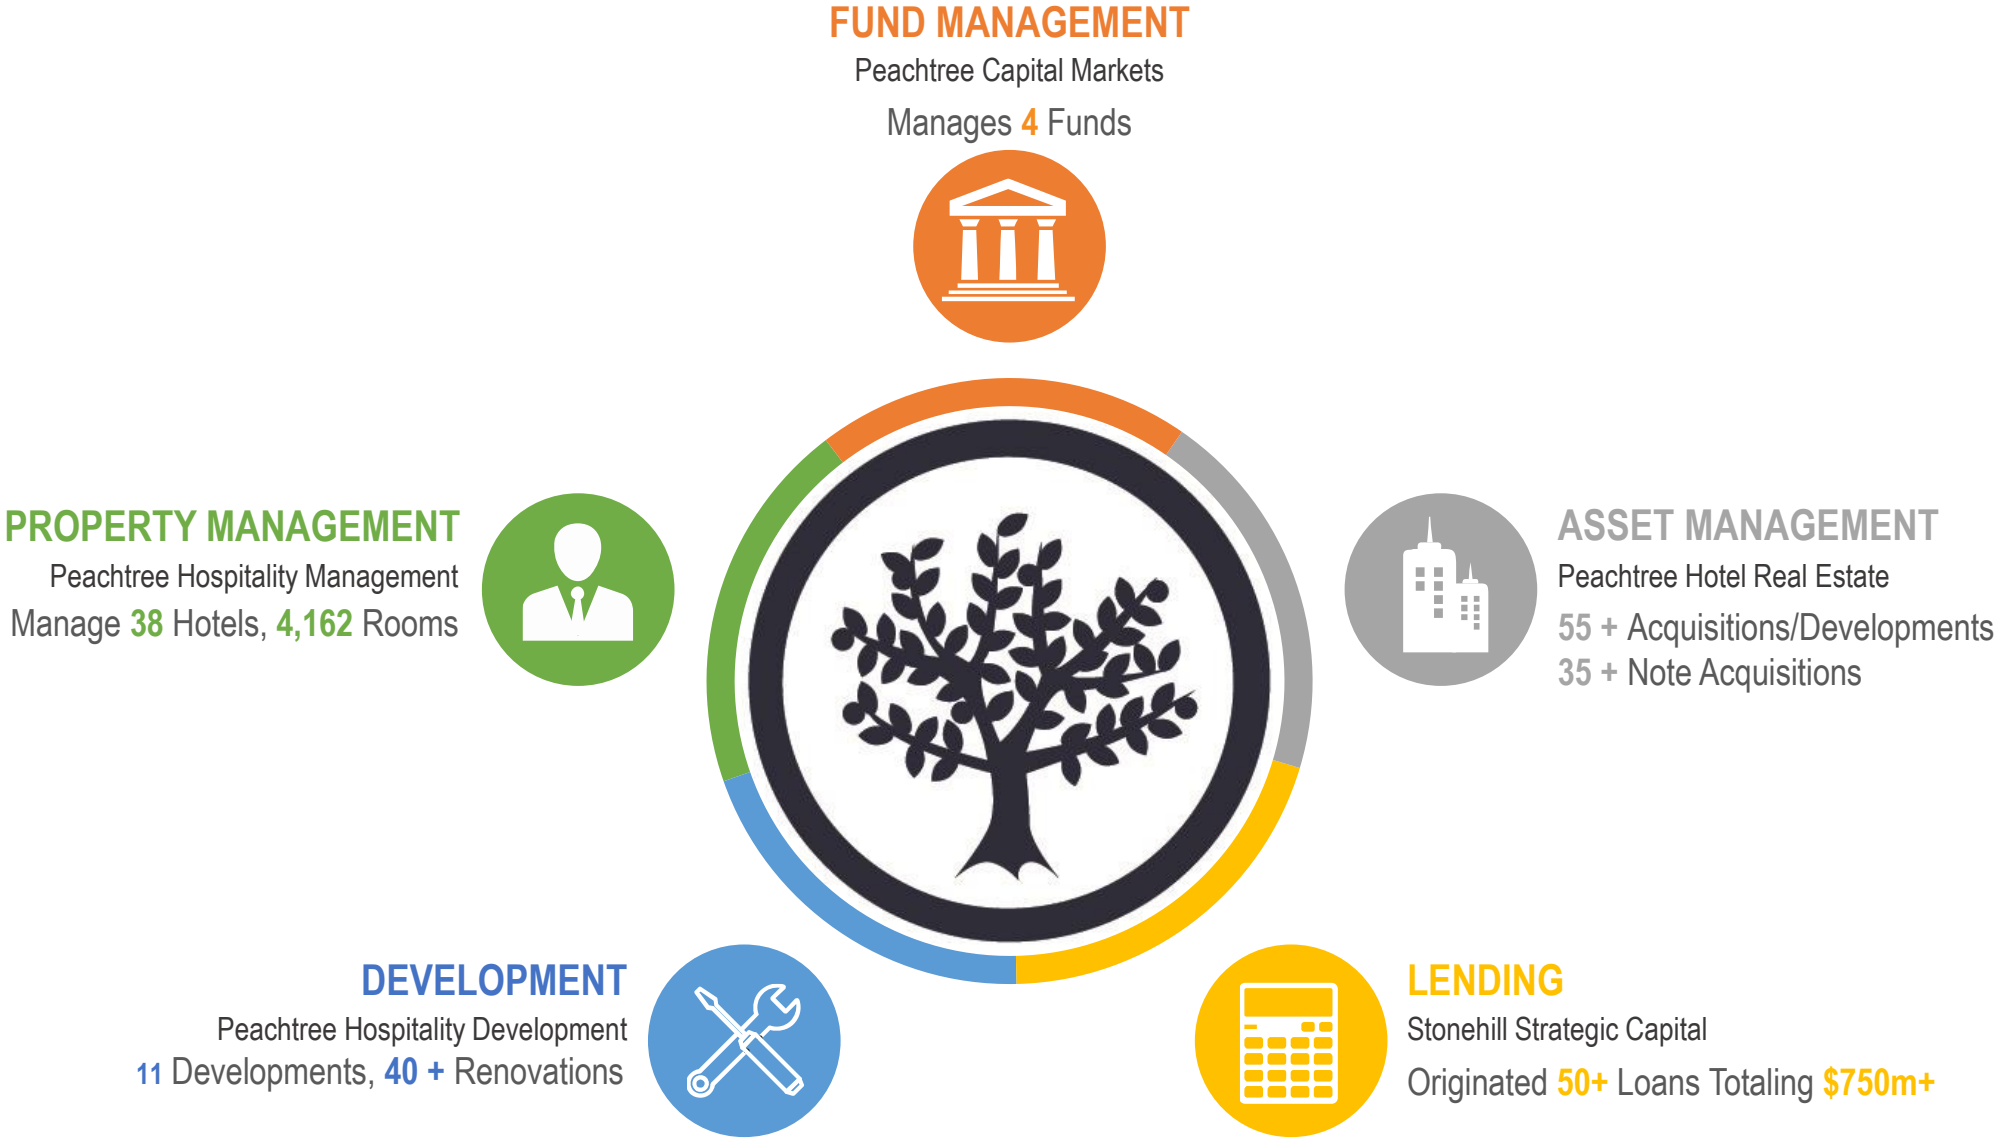 FUND MANAGEMENT
Peachtree Capital Markets
Manages 4 Funds
PROPERTY MANAGEMENT
Peachtree Hospitality Management
Manage 38 Hotels, 4,162 Rooms
ASSET MANAGEMENT
Peachtree Hotel Real Estate
55 + Acquisitions/Developments
35 + Note Acquisitions
DEVELOPMENT
Peachtree Hospitality Development
11 Developments, 40 + Renovations
LENDING
Stonehill Strategic Capital
Originated 50+ Loans Totaling $750m+